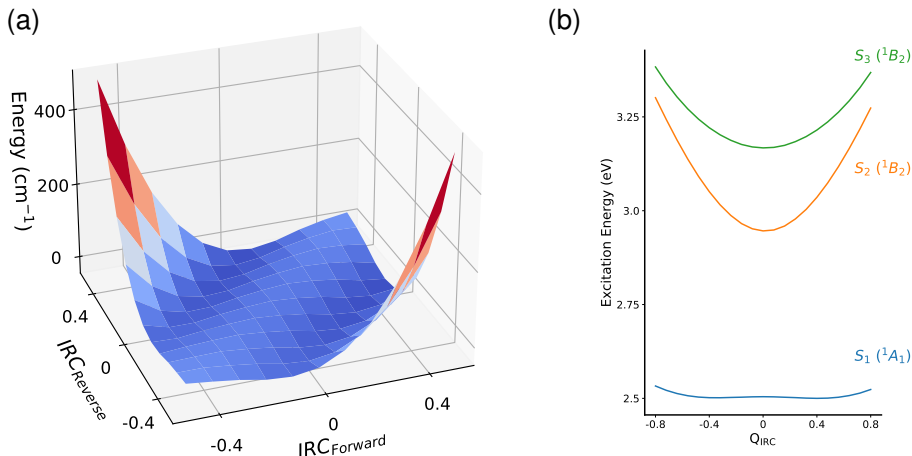 (a)
Energy (cm⁻¹)
400
200
0
0.4
0
-0.4
IRC_Reverse
-0.4
0
0.4
IRC_Forward
(b)
S₃ (¹B₂)
S₂ (¹B₂)
S₁ (¹A₁)
Excitation Energy (eV)
3.25
3.0
2.75
2.5
-0.8
-0.4
0.0
0.4
0.8
Q_IRC